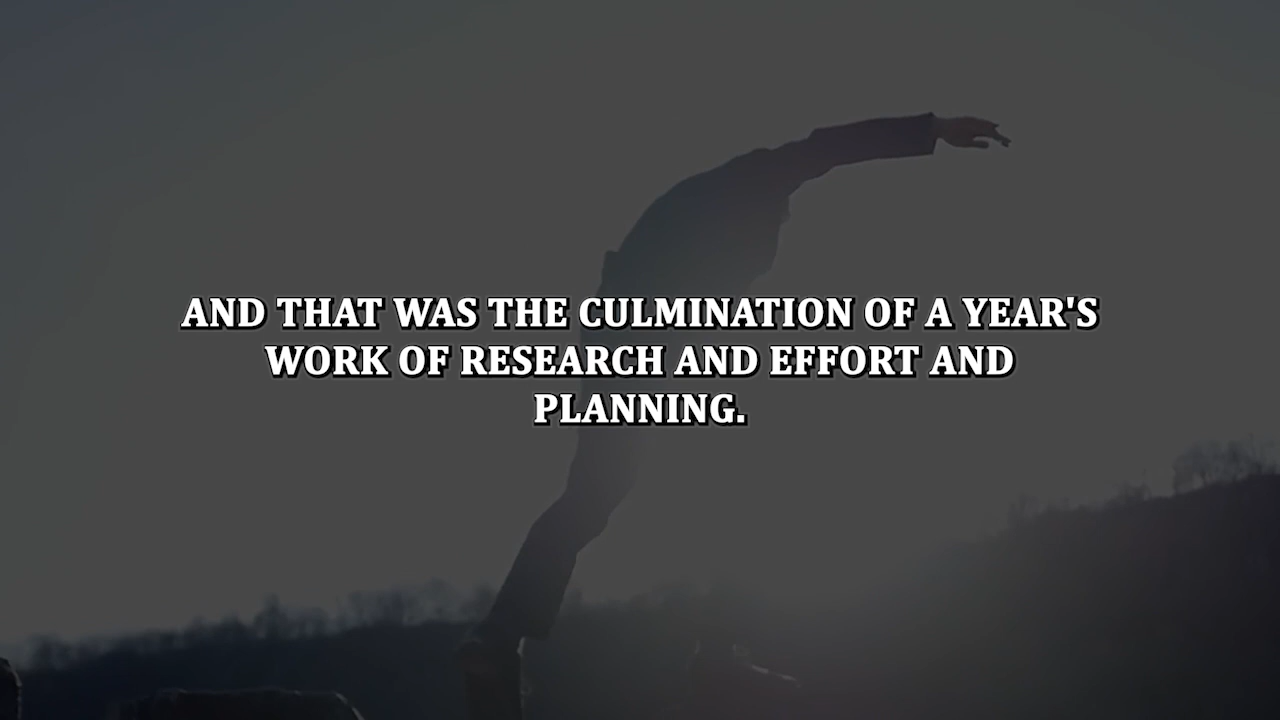 AND THAT WAS THE CULMINATION OF A YEAR'S
WORK OF RESEARCH AND EFFORT AND
PLANNING.